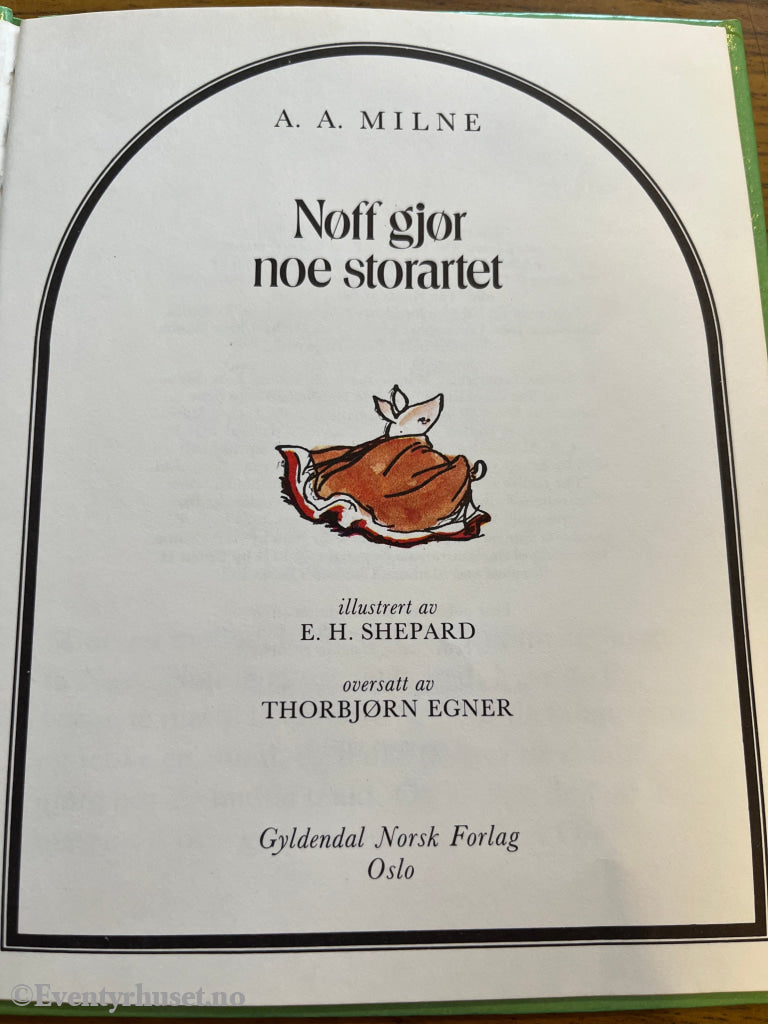 A. A. MILNE
Nøff gjør
noe storartet
illustrert av
E. H. SHEPARD
oversatt av
THORBJØRN EGNER
Gyldendal Norsk Forlag
Oslo
©Eventyrhuset.no